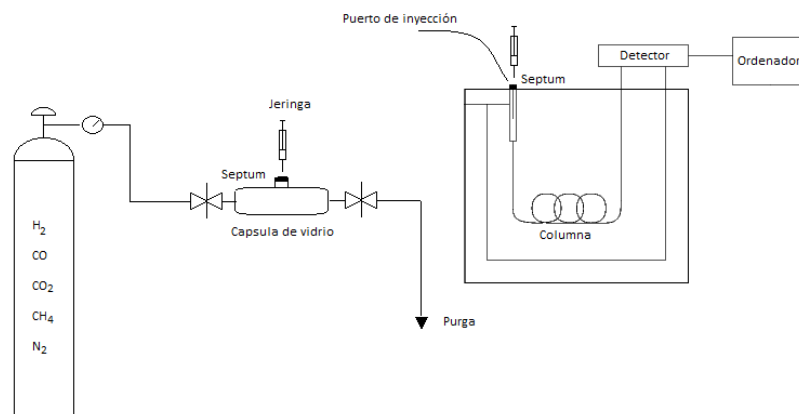 Puerto de inyección
Detector
Ordenador
Septum
Jeringa
Septum
Capsula de vidrio
Columna
H2
CO
CO2
CH4
N2
Purga